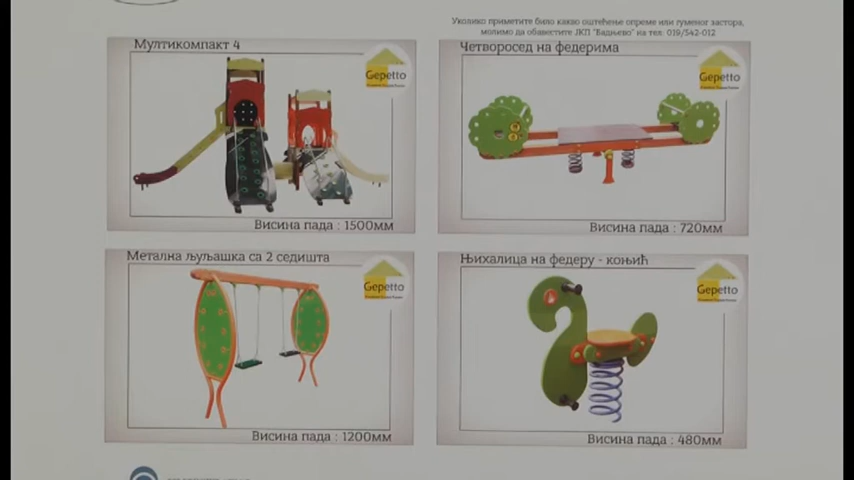 Уколико приметите било какво оштећење опреме или гуменог застора,
молимо да обавестите ЈКП "Бадњево" на тел: 019/542-012
Мултикомпакт 4
Gepetto
Висина пада : 1500мм
Четворосед на федерима
Gepetto
Висина пада : 720мм
Метална љуљашка са 2 седишта
Gepetto
Висина пада : 1200мм
Њихалица на федеру - коњић
Gepetto
Висина пада : 480мм